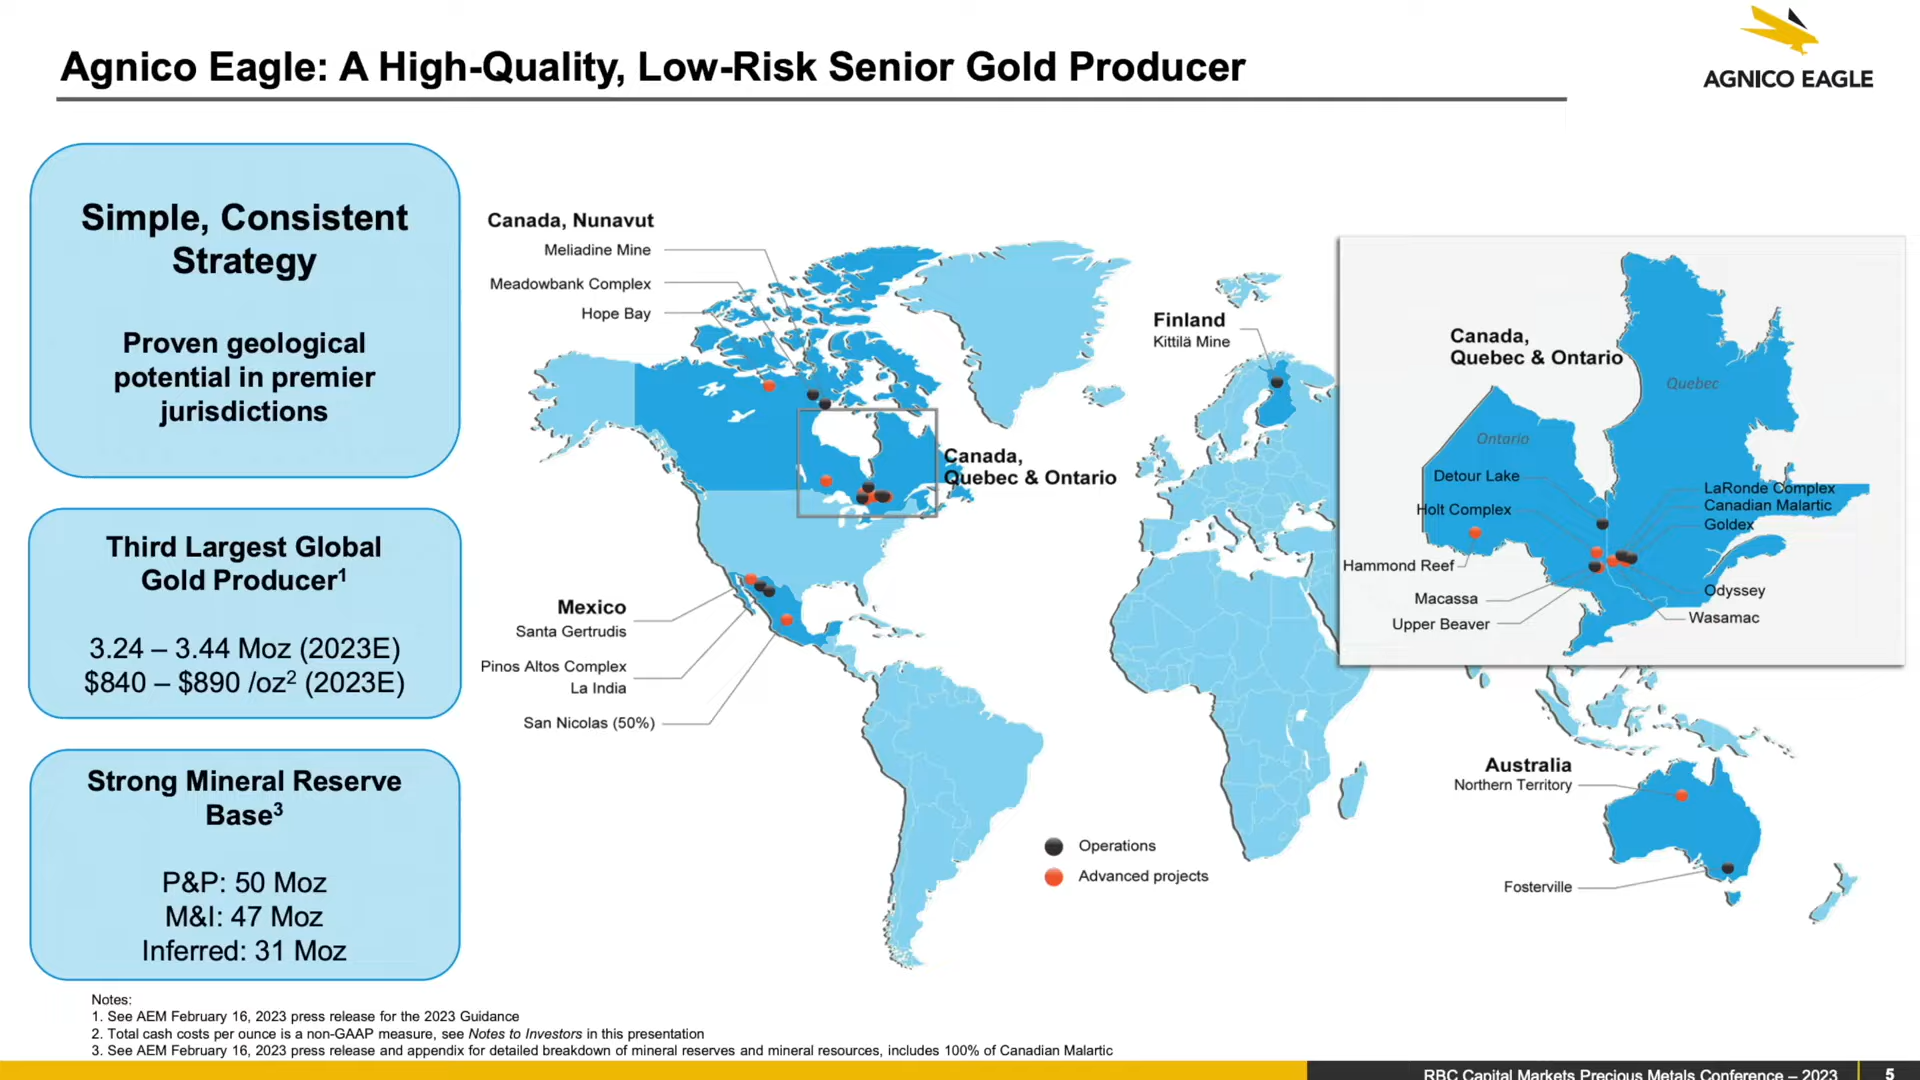 Agnico Eagle: A High-Quality, Low-Risk Senior Gold Producer
AGNICO EAGLE
Simple, Consistent
Strategy
Proven geological
potential in premier
jurisdictions
Third Largest Global
Gold Producer¹
3.24 – 3.44 Moz (2023E)
$840 – $890 /oz² (2023E)
Strong Mineral Reserve
Base³
P&P: 50 Moz
M&I: 47 Moz
Inferred: 31 Moz
Canada, Nunavut
Meliadine Mine
Meadowbank Complex
Hope Bay
Finland
Kittilä Mine
Canada,
Quebec & Ontario
Mexico
Santa Gertrudis
Pinos Altos Complex
La India
San Nicolas (50%)
Operations
Advanced projects
Canada,
Quebec & Ontario
Quebec
Ontario
Detour Lake
LaRonde Complex
Canadian Malartic
Holt Complex
Goldex
Hammond Reef
Odyssey
Macassa
Wasamac
Upper Beaver
Australia
Northern Territory
Fosterville
Notes:
1. See AEM February 16, 2023 press release for the 2023 Guidance
2. Total cash costs per ounce is a non-GAAP measure, see Notes to Investors in this presentation
3. See AEM February 16, 2023 press release and appendix for detailed breakdown of mineral reserves and mineral resources, includes 100% of Canadian Malartic
RBC Capital Markets Precious Metals Conference – 2023
5